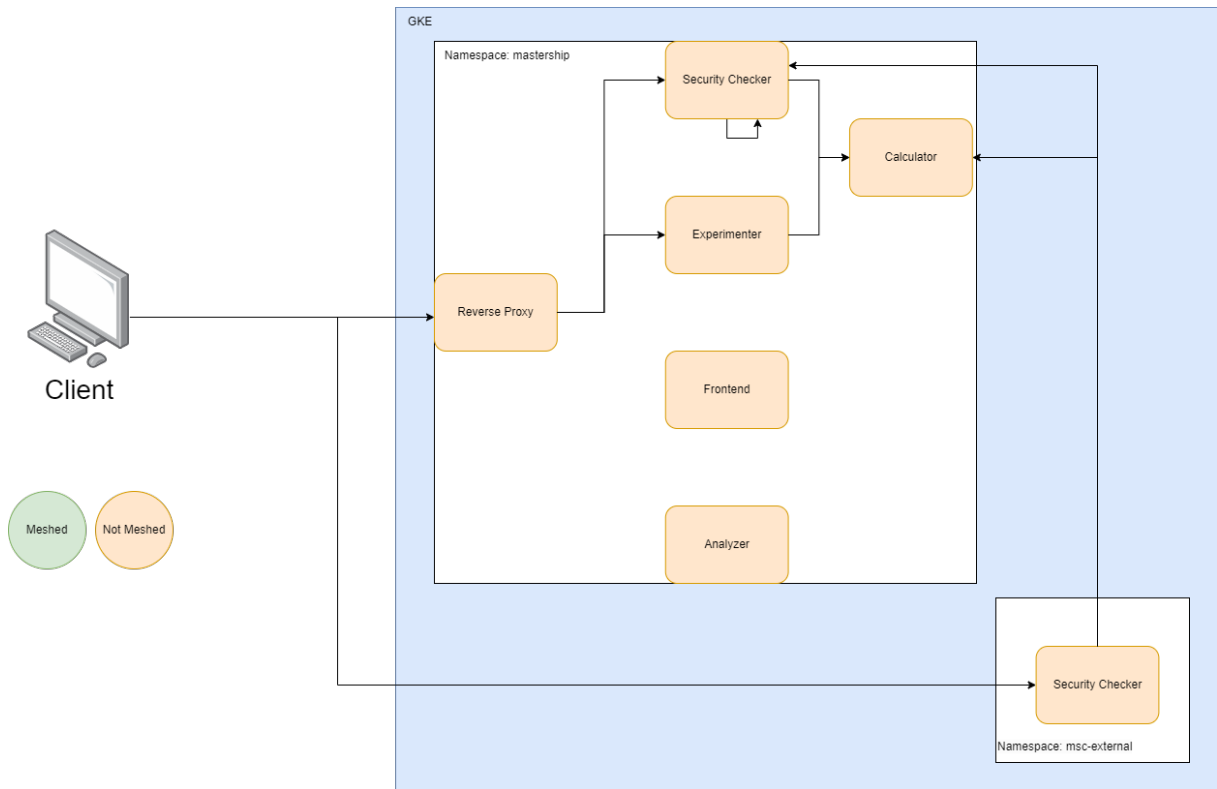 GKE
Namespace: mastership
Security Checker
Calculator
Experimenter
Reverse Proxy
Client
Frontend
Meshed
Not Meshed
Analyzer
Security Checker
Namespace: msc-external